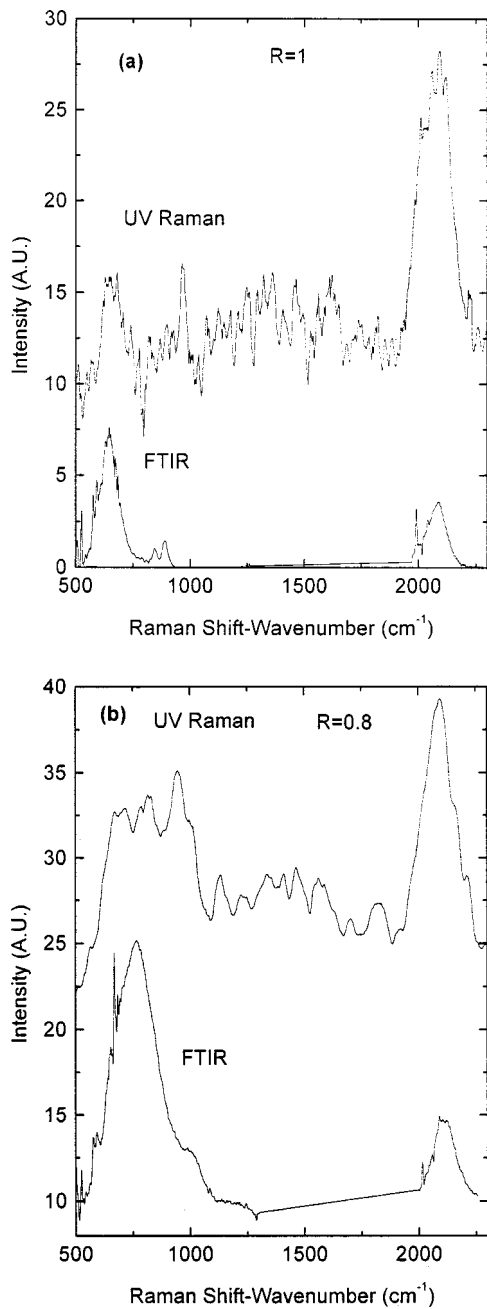 30
(a)
R=1
25
20
UV Raman
Intensity (A.U.)
15
10
FTIR
5
0
500 1000 1500 2000
Raman Shift-Wavenumber (cm⁻¹)
40
(b)
UV Raman
R=0.8
35
30
25
Intensity (A.U.)
20
FTIR
15
10
500 1000 1500 2000
Raman Shift-Wavenumber (cm⁻¹)